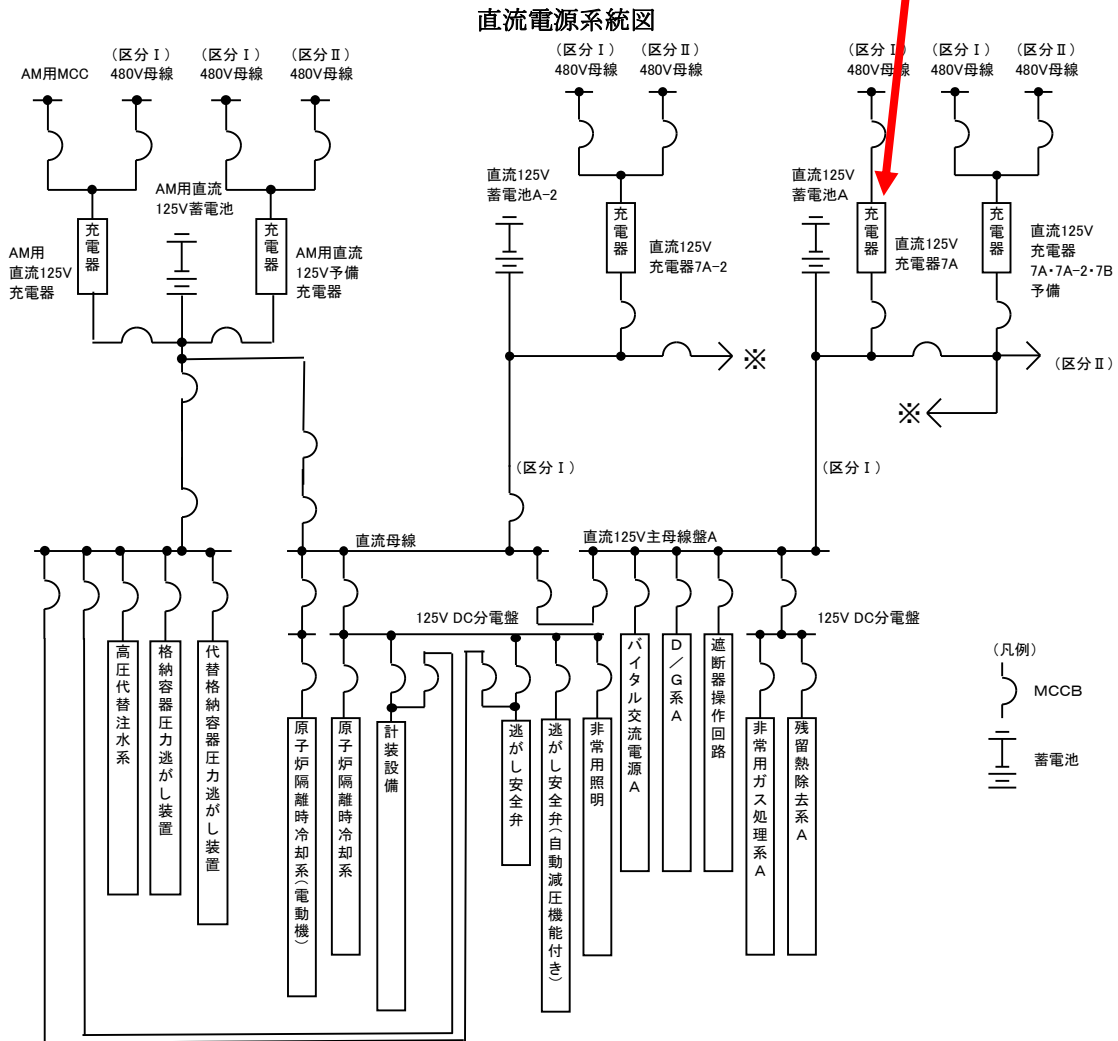 直流電源系統図
AM用MCC
(区分Ⅰ)
480V母線
(区分Ⅰ)
480V母線
(区分Ⅱ)
480V母線
(区分Ⅰ)
480V母線
(区分Ⅱ)
480V母線
(区分Ⅰ)
480V母線
(区分Ⅰ)
480V母線
(区分Ⅱ)
480V母線
AM用
直流125V
充電器
充電器
AM用直流
125V蓄電池
充電器
AM用直流
125V予備
充電器
直流125V
蓄電池A-2
充電器
直流125V
充電器7A-2
直流125V
蓄電池A
充電器
直流125V
充電器7A
充電器
直流125V
充電器
7A・7A-2・7B
予備
※
(区分Ⅱ)
※
(区分Ⅰ)
(区分Ⅰ)
直流母線
直流125V主母線盤A
125V DC分電盤
125V DC分電盤
高圧代替注水系
格納容器圧力逃がし装置
代替格納容器圧力逃がし装置
原子炉隔離時冷却系(電動機)
原子炉隔離時冷却系
計装設備
逃がし安全弁
逃がし安全弁(自動減圧機能付き)
非常用照明
バイタル交流電源A
D/G系A
遮断器操作回路
非常用ガス処理系A
残留熱除去系A
(凡例)
MCCB
蓄電池